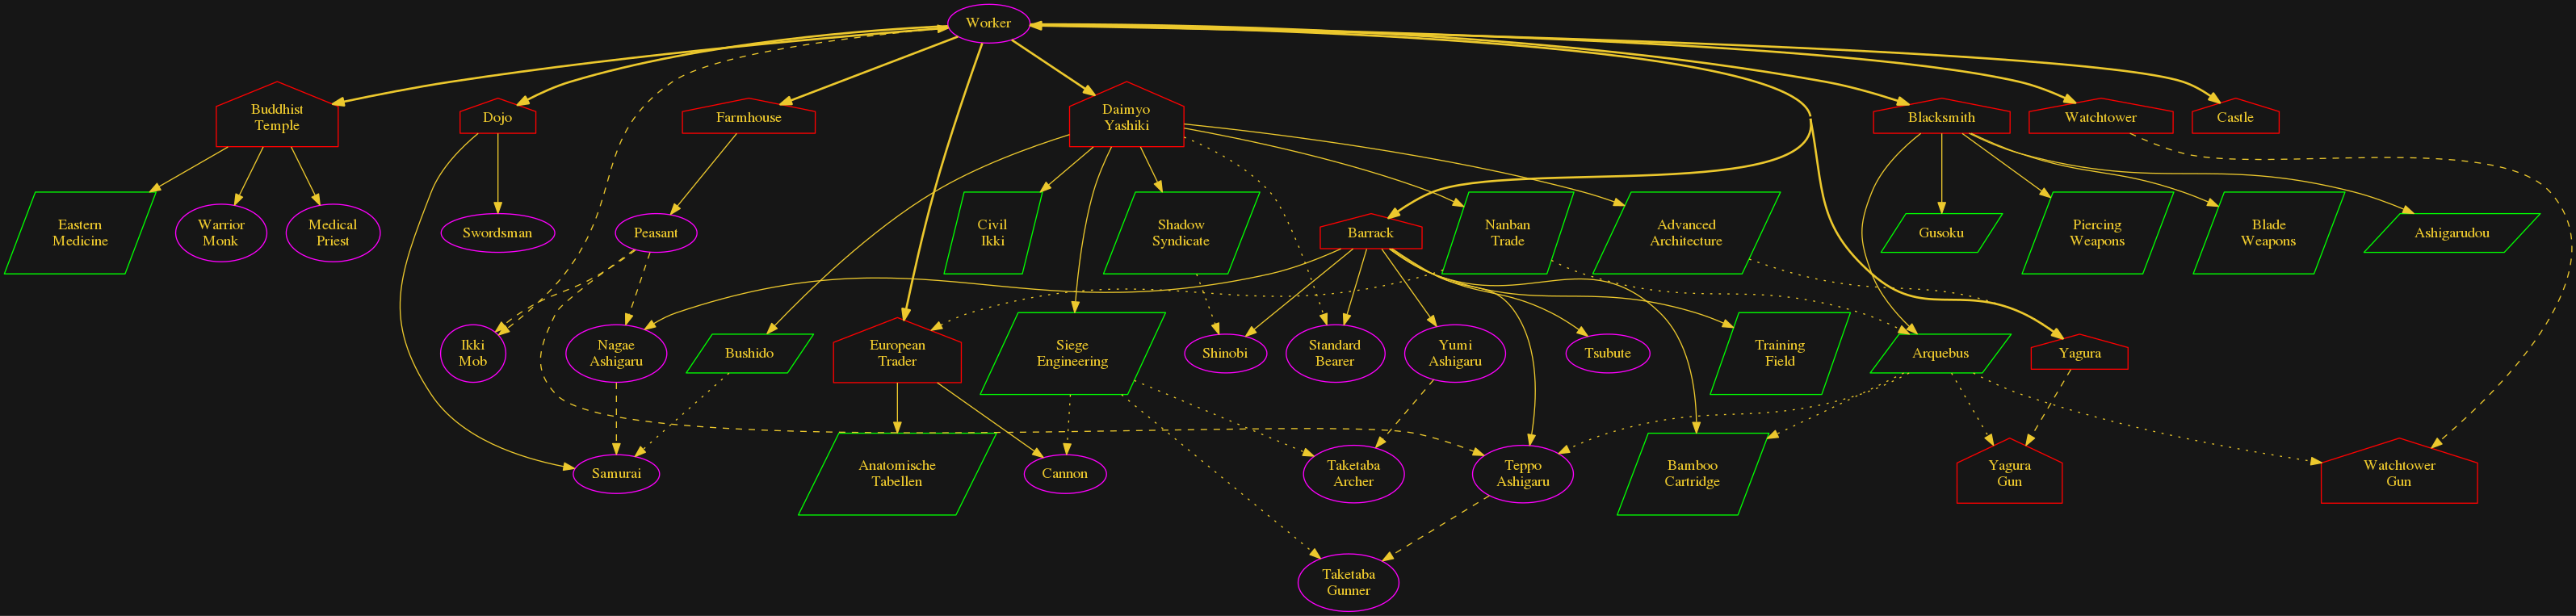 Worker
Buddhist
Temple
Dojo
Farmhouse
Daimyo
Yashiki
Blacksmith
Watchtower
Castle
Eastern
Medicine
Warrior
Monk
Medical
Priest
Swordsman
Peasant
Civil
Ikki
Shadow
Syndicate
Barrack
Nanban
Trade
Advanced
Architecture
Gusoku
Piercing
Weapons
Blade
Weapons
Ashigarudou
Ikki
Mob
Nagae
Ashigaru
Bushido
European
Trader
Siege
Engineering
Shinobi
Standard
Bearer
Yumi
Ashigaru
Tsubute
Training
Field
Arquebus
Yagura
Samurai
Anatomische
Tabellen
Cannon
Taketaba
Archer
Teppo
Ashigaru
Bamboo
Cartridge
Yagura
Gun
Watchtower
Gun
Taketaba
Gunner